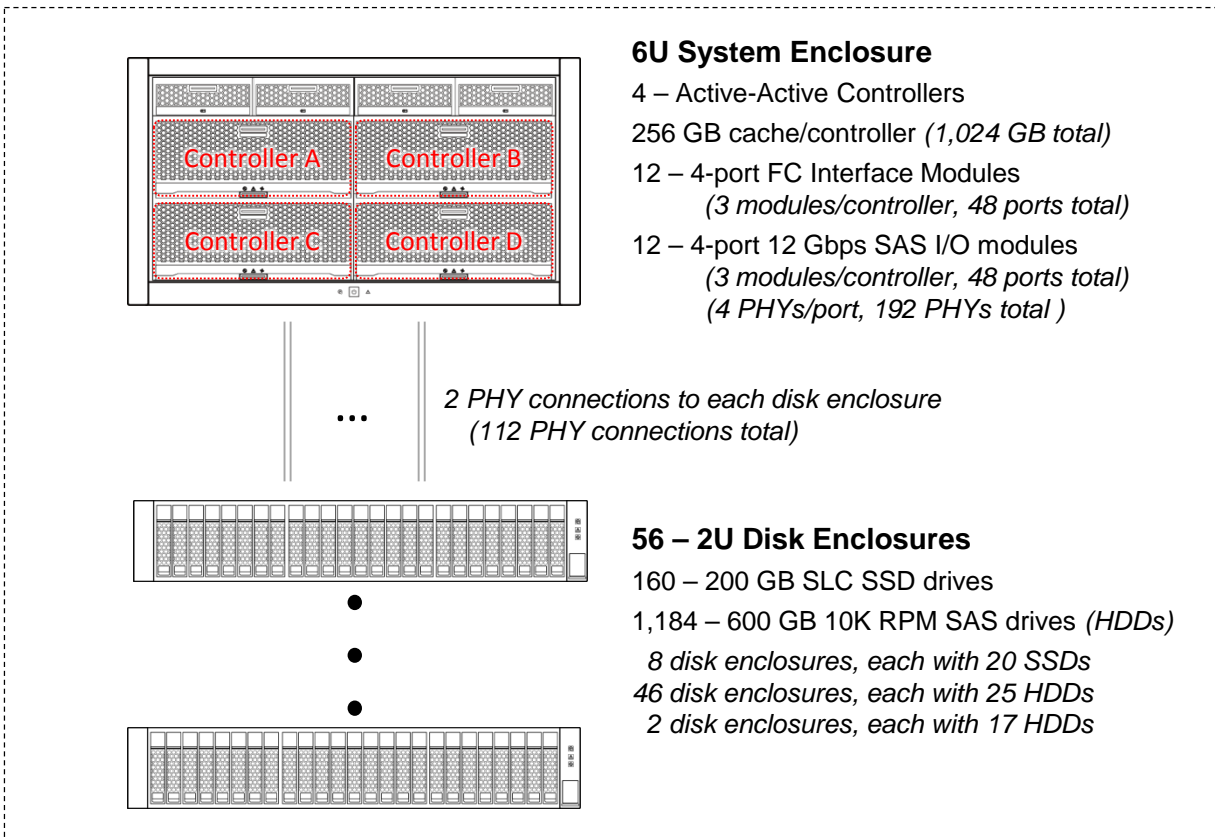 6U System Enclosure
4 – Active-Active Controllers
256 GB cache/controller (1,024 GB total)
12 – 4-port FC Interface Modules
(3 modules/controller, 48 ports total)
12 – 4-port 12 Gbps SAS I/O modules
(3 modules/controller, 48 ports total)
(4 PHYs/port, 192 PHYs total )
Controller A
Controller B
Controller C
Controller D
...
2 PHY connections to each disk enclosure
(112 PHY connections total)
56 – 2U Disk Enclosures
160 – 200 GB SLC SSD drives
1,184 – 600 GB 10K RPM SAS drives (HDDs)
8 disk enclosures, each with 20 SSDs
46 disk enclosures, each with 25 HDDs
2 disk enclosures, each with 17 HDDs